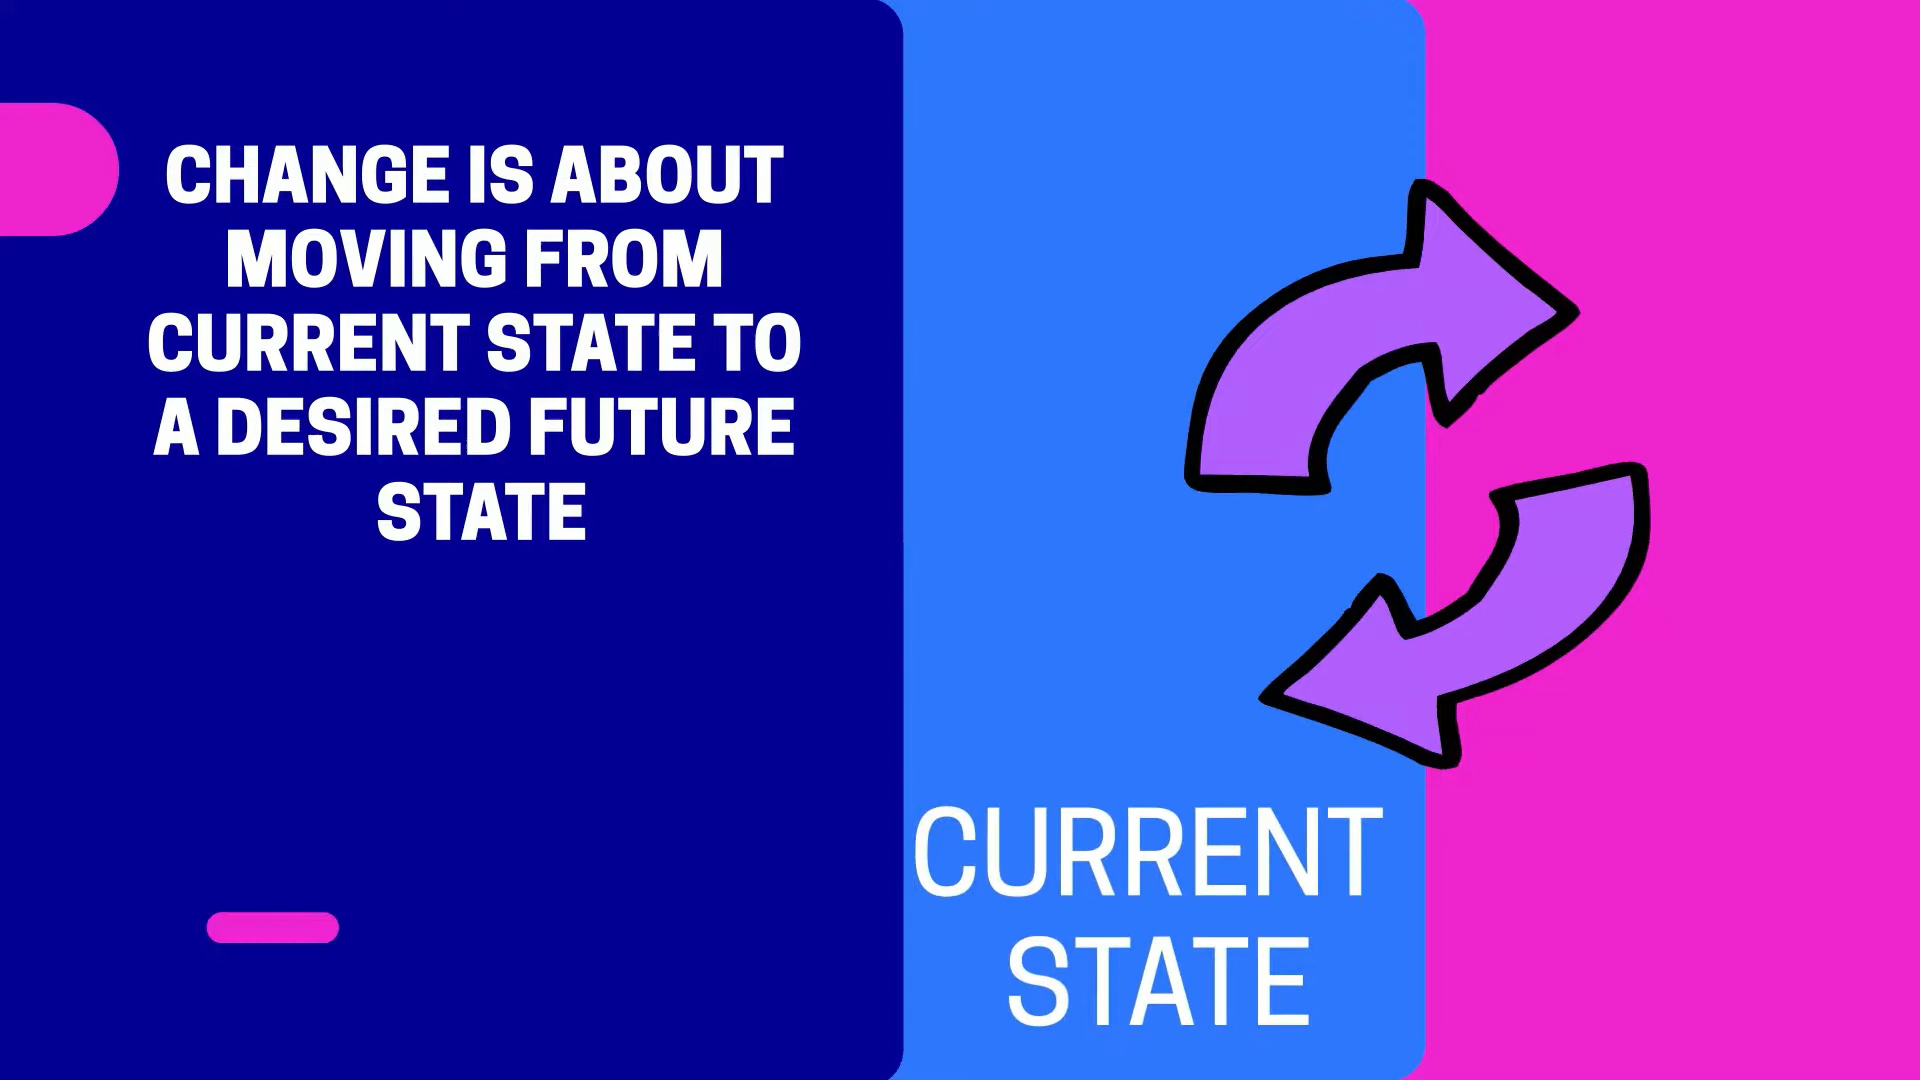 CHANGE IS ABOUT
MOVING FROM
CURRENT STATE TO
A DESIRED FUTURE
STATE
CURRENT
STATE